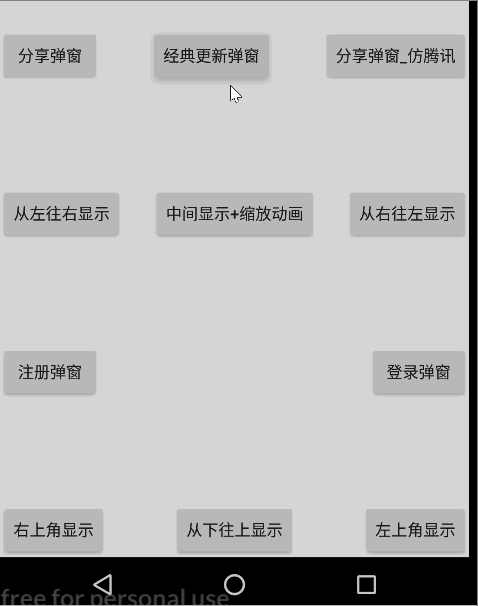 分享弹窗 经典更新弹窗 分享弹窗_仿腾讯
从左往右显示 中间显示+缩放动画 从右往左显示
注册弹窗 登录弹窗
右上角显示 从下往上显示 左上角显示
free for personal use